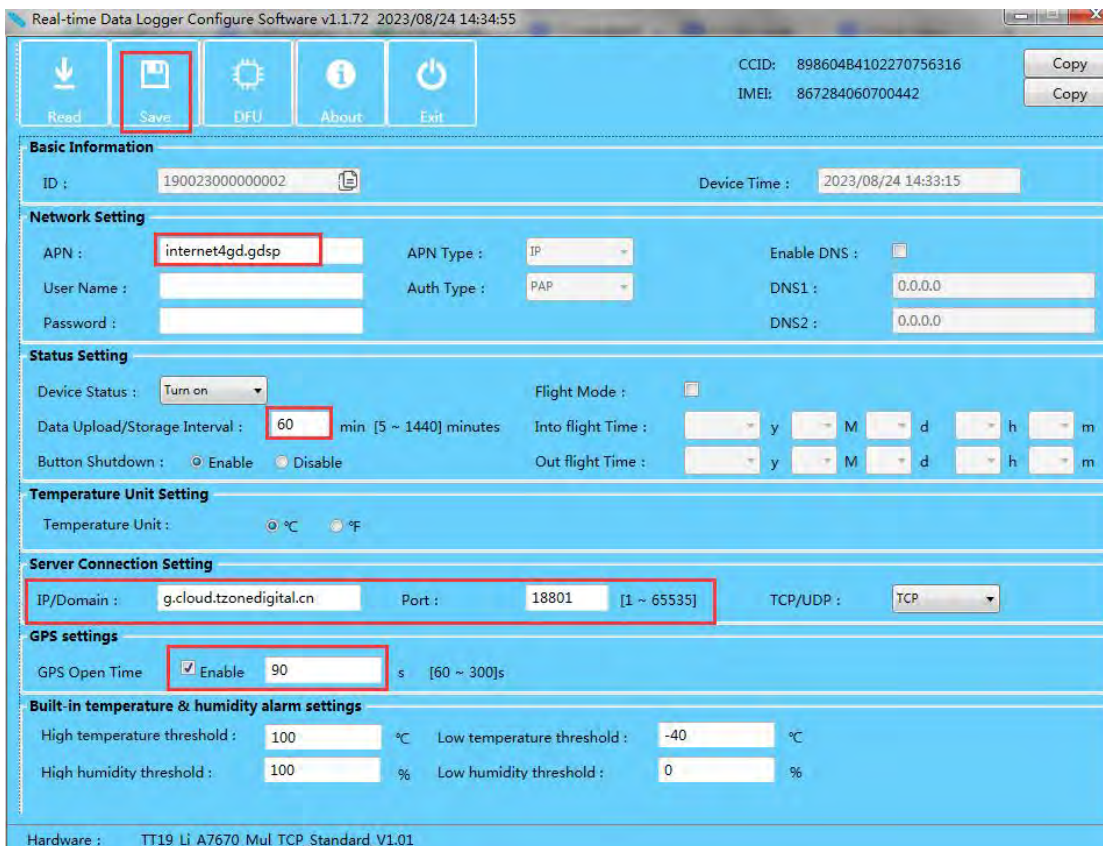 Real-time Data Logger Configure Software v1.1.72 2023/08/24 14:34:55
Read Save DFU About Exit
CCID: 898604B4102270756316 Copy
IMEI: 867284060700442 Copy
Basic Information
ID : 190023000000002 Device Time : 2023/08/24 14:33:15
Network Setting
APN : internet4gd.gdsp APN Type : IP Enable DNS :
User Name : Auth Type : PAP DNS1 : 0.0.0.0
Password : DNS2 : 0.0.0.0
Status Setting
Device Status : Turn on Flight Mode :
Data Upload/Storage Interval : 60 min [5 ~ 1440] minutes Into flight Time : y M d h m
Button Shutdown : Enable Disable Out flight Time : y M d h m
Temperature Unit Setting
Temperature Unit : ℃ ℉
Server Connection Setting
IP/Domain : g.cloud.tzonedigital.cn Port : 18801 [1 ~ 65535] TCP/UDP : TCP
GPS settings
GPS Open Time Enable 90 s [60 ~ 300]s
Built-in temperature & humidity alarm settings
High temperature threshold : 100 ℃ Low temperature threshold : -40 ℃
High humidity threshold : 100 % Low humidity threshold : 0 %
Hardware : TT19_Li_A7670_Mul_TCP_Standard_V1.01